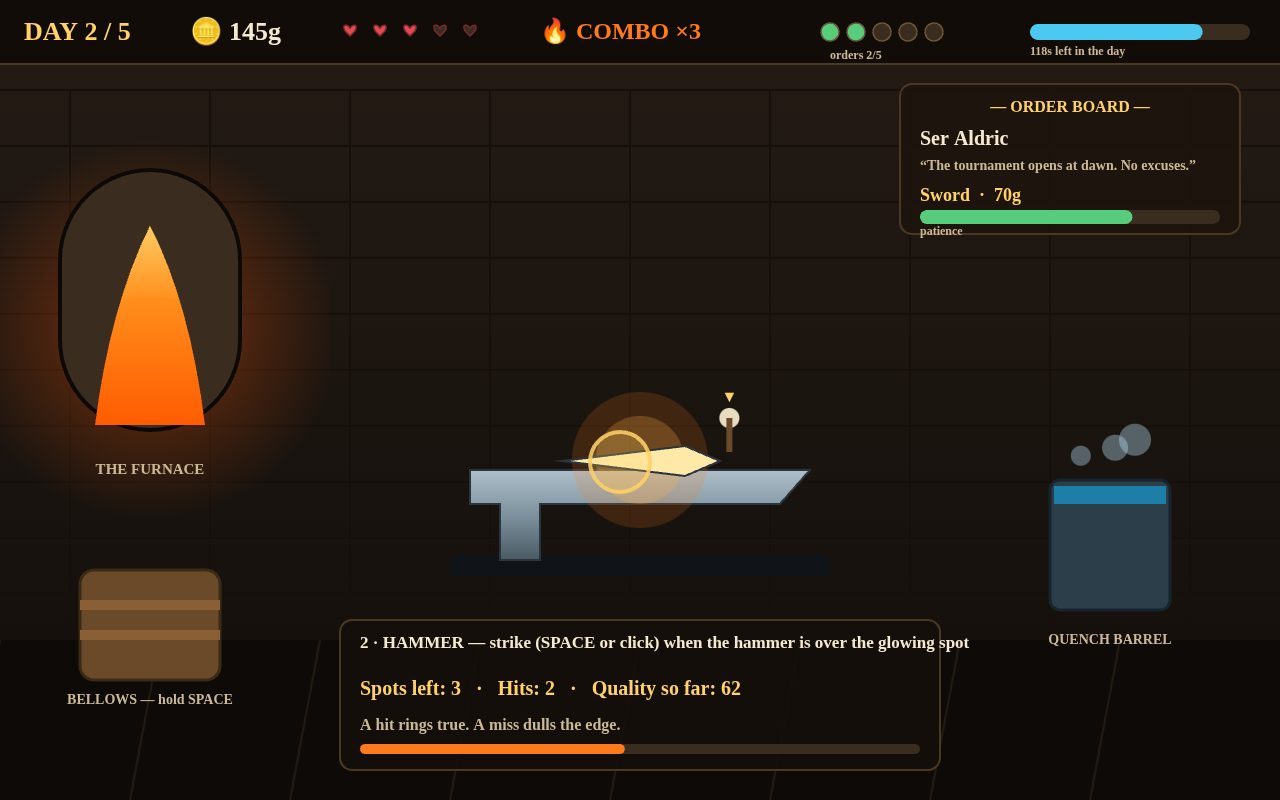 DAY 2 / 5
145g
COMBO ×3
orders 2/5
118s left in the day
— ORDER BOARD —
Ser Aldric
“The tournament opens at dawn. No excuses.”
Sword · 70g
patience
THE FURNACE
BELLOWS — hold SPACE
QUENCH BARREL
2 · HAMMER — strike (SPACE or click) when the hammer is over the glowing spot
Spots left: 3 · Hits: 2 · Quality so far: 62
A hit rings true. A miss dulls the edge.